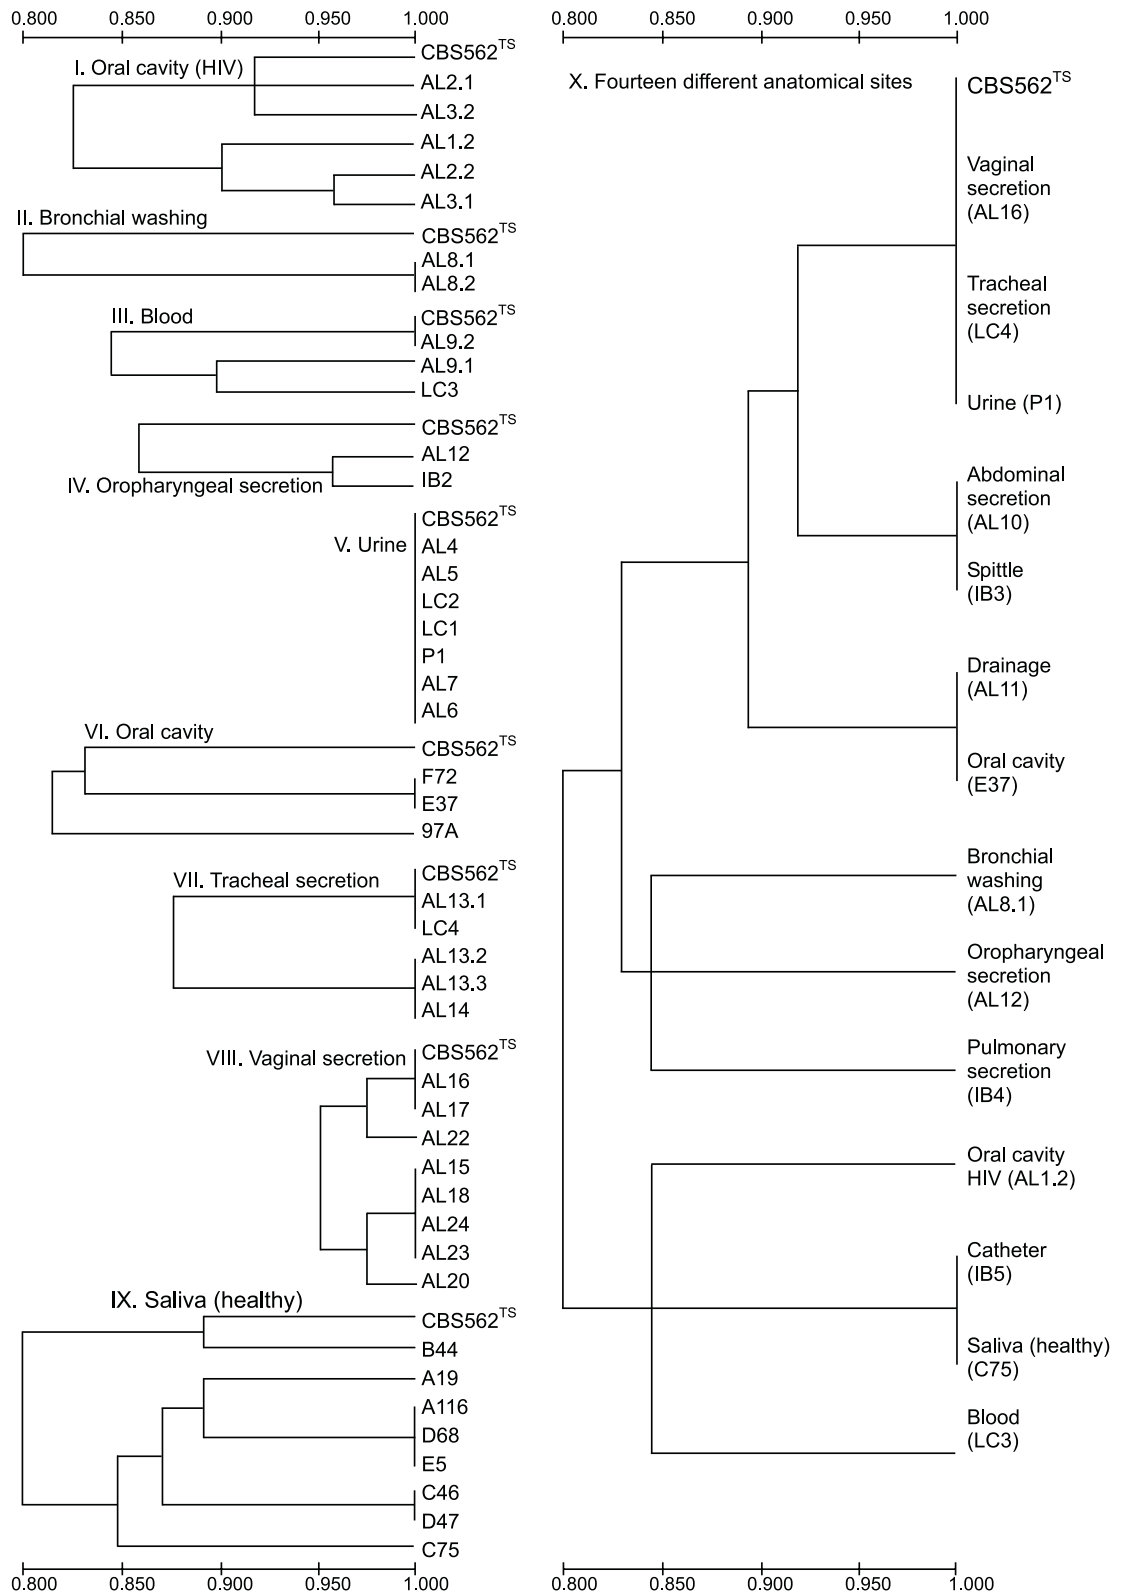 0.800 0.850 0.900 0.950 1.000
I. Oral cavity (HIV)
CBS562TS
AL2.1
AL3.2
AL1.2
AL2.2
AL3.1
II. Bronchial washing
CBS562TS
AL8.1
AL8.2
III. Blood
CBS562TS
AL9.2
AL9.1
LC3
CBS562TS
AL12
IB2
IV. Oropharyngeal secretion
CBS562TS
V. Urine
AL4
AL5
LC2
LC1
P1
AL7
AL6
VI. Oral cavity
CBS562TS
F72
E37
97A
VII. Tracheal secretion
CBS562TS
AL13.1
LC4
AL13.2
AL13.3
AL14
VIII. Vaginal secretion
CBS562TS
AL16
AL17
AL22
AL15
AL18
AL24
AL23
AL20
IX. Saliva (healthy)
CBS562TS
B44
A19
A116
D68
E5
C46
D47
C75
0.800 0.850 0.900 0.950 1.000
0.800 0.850 0.900 0.950 1.000
X. Fourteen different anatomical sites
CBS562TS
Vaginal
secretion
(AL16)
Tracheal
secretion
(LC4)
Urine (P1)
Abdominal
secretion
(AL10)
Spittle
(IB3)
Drainage
(AL11)
Oral cavity
(E37)
Bronchial
washing
(AL8.1)
Oropharyngeal
secretion
(AL12)
Pulmonary
secretion
(IB4)
Oral cavity
HIV (AL1.2)
Catheter
(IB5)
Saliva (healthy)
(C75)
Blood
(LC3)
0.800 0.850 0.900 0.950 1.000